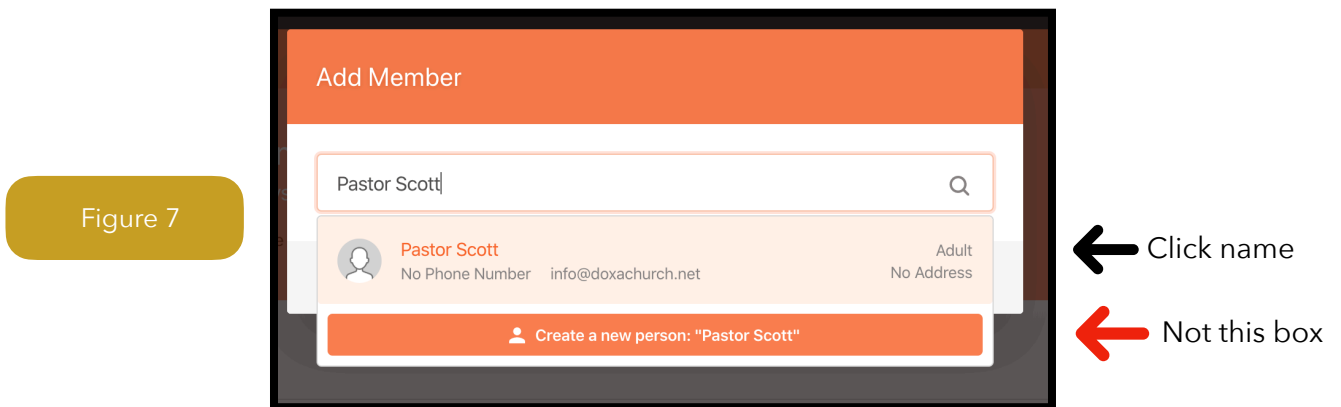 Add Member
Pastor Scott
Figure 7
Pastor Scott
Adult
No Phone Number info@doxachurch.net
No Address
Click name
Create a new person: "Pastor Scott"
Not this box